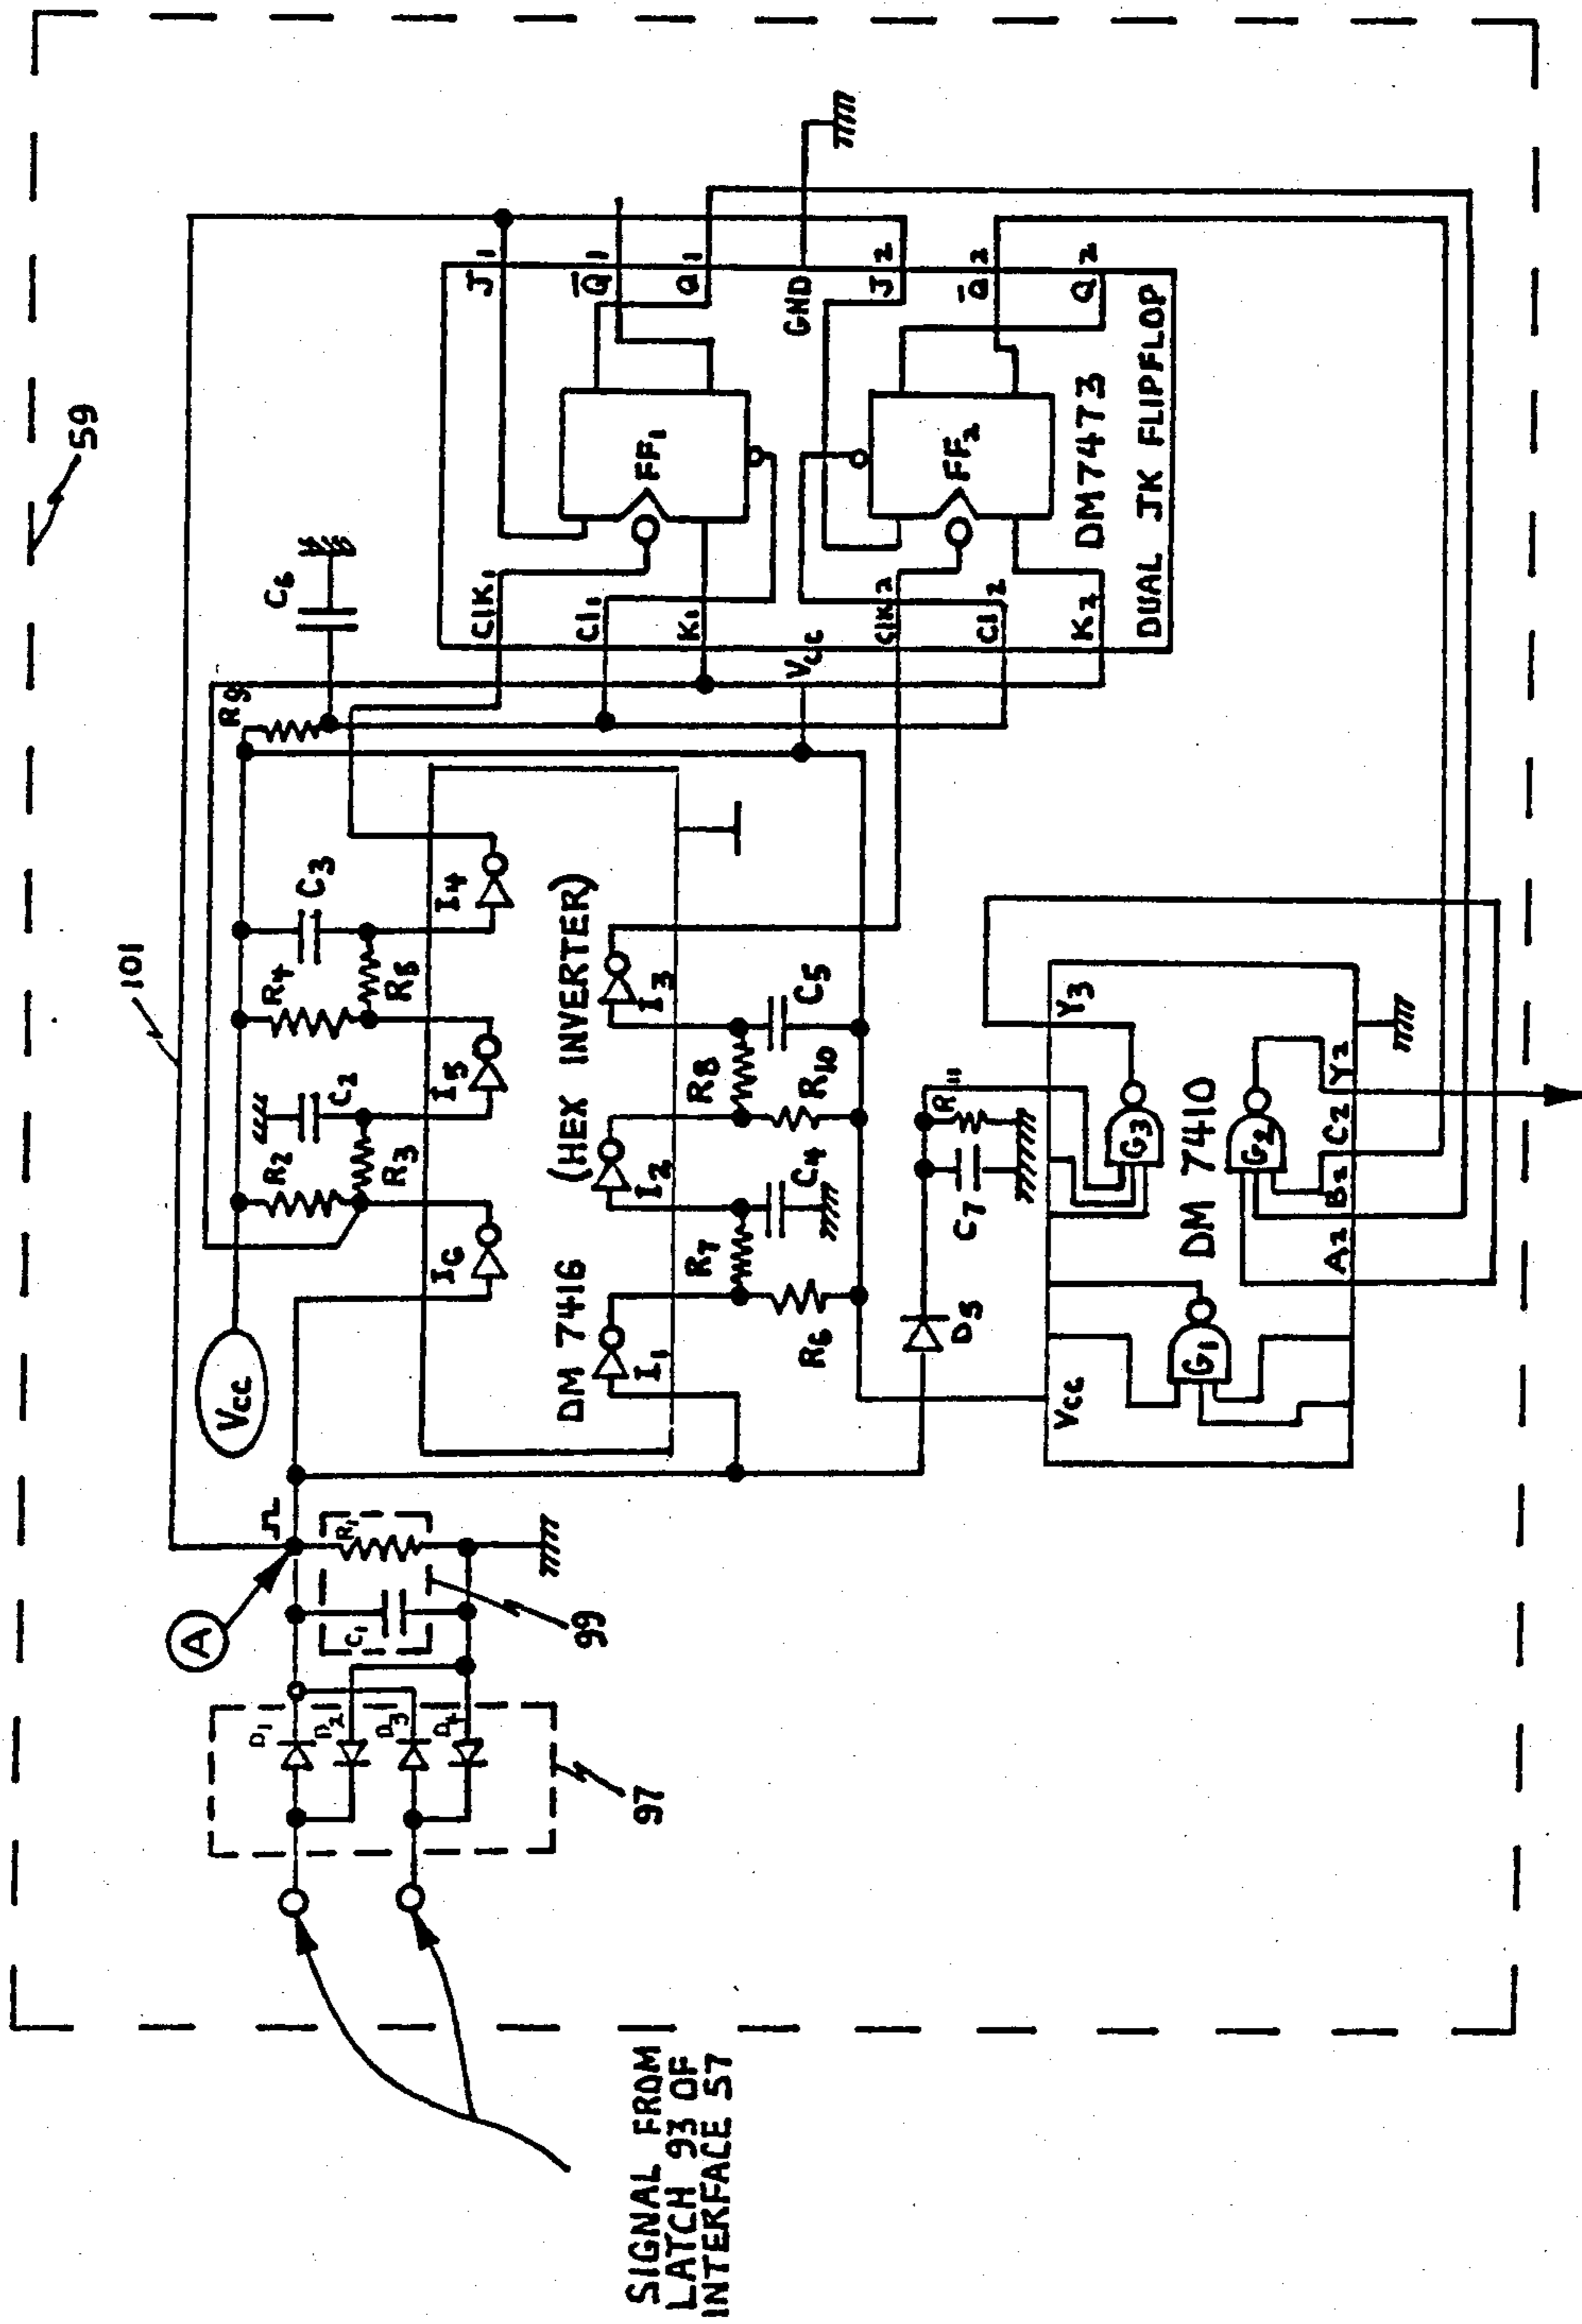 59
101
A
Vcc
R9
C6
R2
C2
R4
C3
R3
R5
I6
I5
I4
DM 7416 (HEX INVERTER)
I1
I2
I3
R7
C4
R8
C5
R6
R10
D5
C7
R11
D1
D2
D3
D4
97
C1
R1
99
ClK1
Cl1
K1
Vcc
ClK2
Cl2
K2
J1
Q̅1
Q1
GND
J2
Q̅2
Q2
FF1
FF2
DM7473
DUAL JK FLIPFLOP
Vcc
Y3
G1
G3
G2
DM 7410
A2
B2
C2
Y2
SIGNAL FROM
LATCH 93 OF
INTERFACE 57